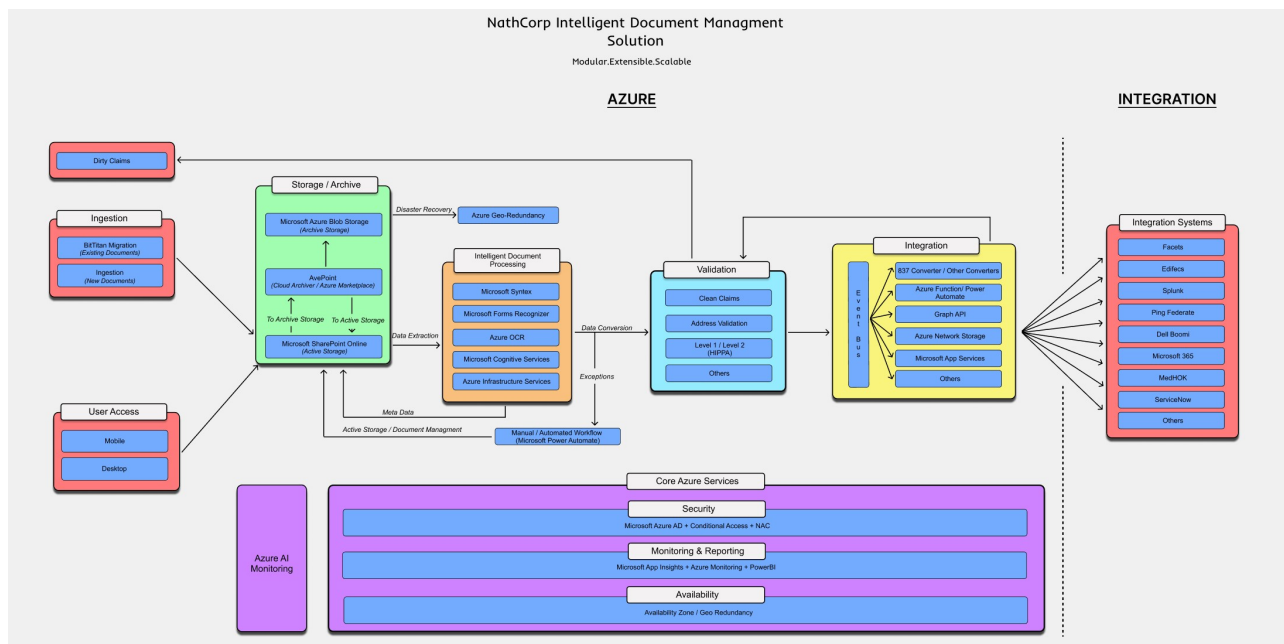 NathCorp Intelligent Document Managment
Solution
Modular.Extensible.Scalable
AZURE
INTEGRATION
Dirty Claims
Ingestion
BitTitan Migration
(Existing Documents)
Ingestion
(New Documents)
User Access
Mobile
Desktop
Storage / Archive
Microsoft Azure Blob Storage
(Archive Storage)
AvePoint
(Cloud Archiver / Azure Marketplace)
To Archive Storage
To Active Storage
Microsoft SharePoint Online
(Active Storage)
Disaster Recovery
Azure Geo-Redundancy
Data Extraction
Intelligent Document
Processing
Microsoft Syntex
Microsoft Forms Recognizer
Azure OCR
Microsoft Cognitive Services
Azure Infrastructure Services
Meta Data
Active Storage / Document Managment
Data Conversion
Exceptions
Manual / Automated Workflow
(Microsoft Power Automate)
Validation
Clean Claims
Address Validation
Level 1 / Level 2
(HIPPA)
Others
Integration
Event Bus
837 Converter / Other Converters
Azure Function/ Power
Automate
Graph API
Azure Network Storage
Microsoft App Services
Others
Integration Systems
Facets
Edifecs
Splunk
Ping Federate
Dell Boomi
Microsoft 365
MedHOK
ServiceNow
Others
Azure AI
Monitoring
Core Azure Services
Security
Microsoft Azure AD + Conditional Access + NAC
Monitoring & Reporting
Microsoft App Insights + Azure Monitoring + PowerBI
Availability
Availability Zone / Geo Redundancy